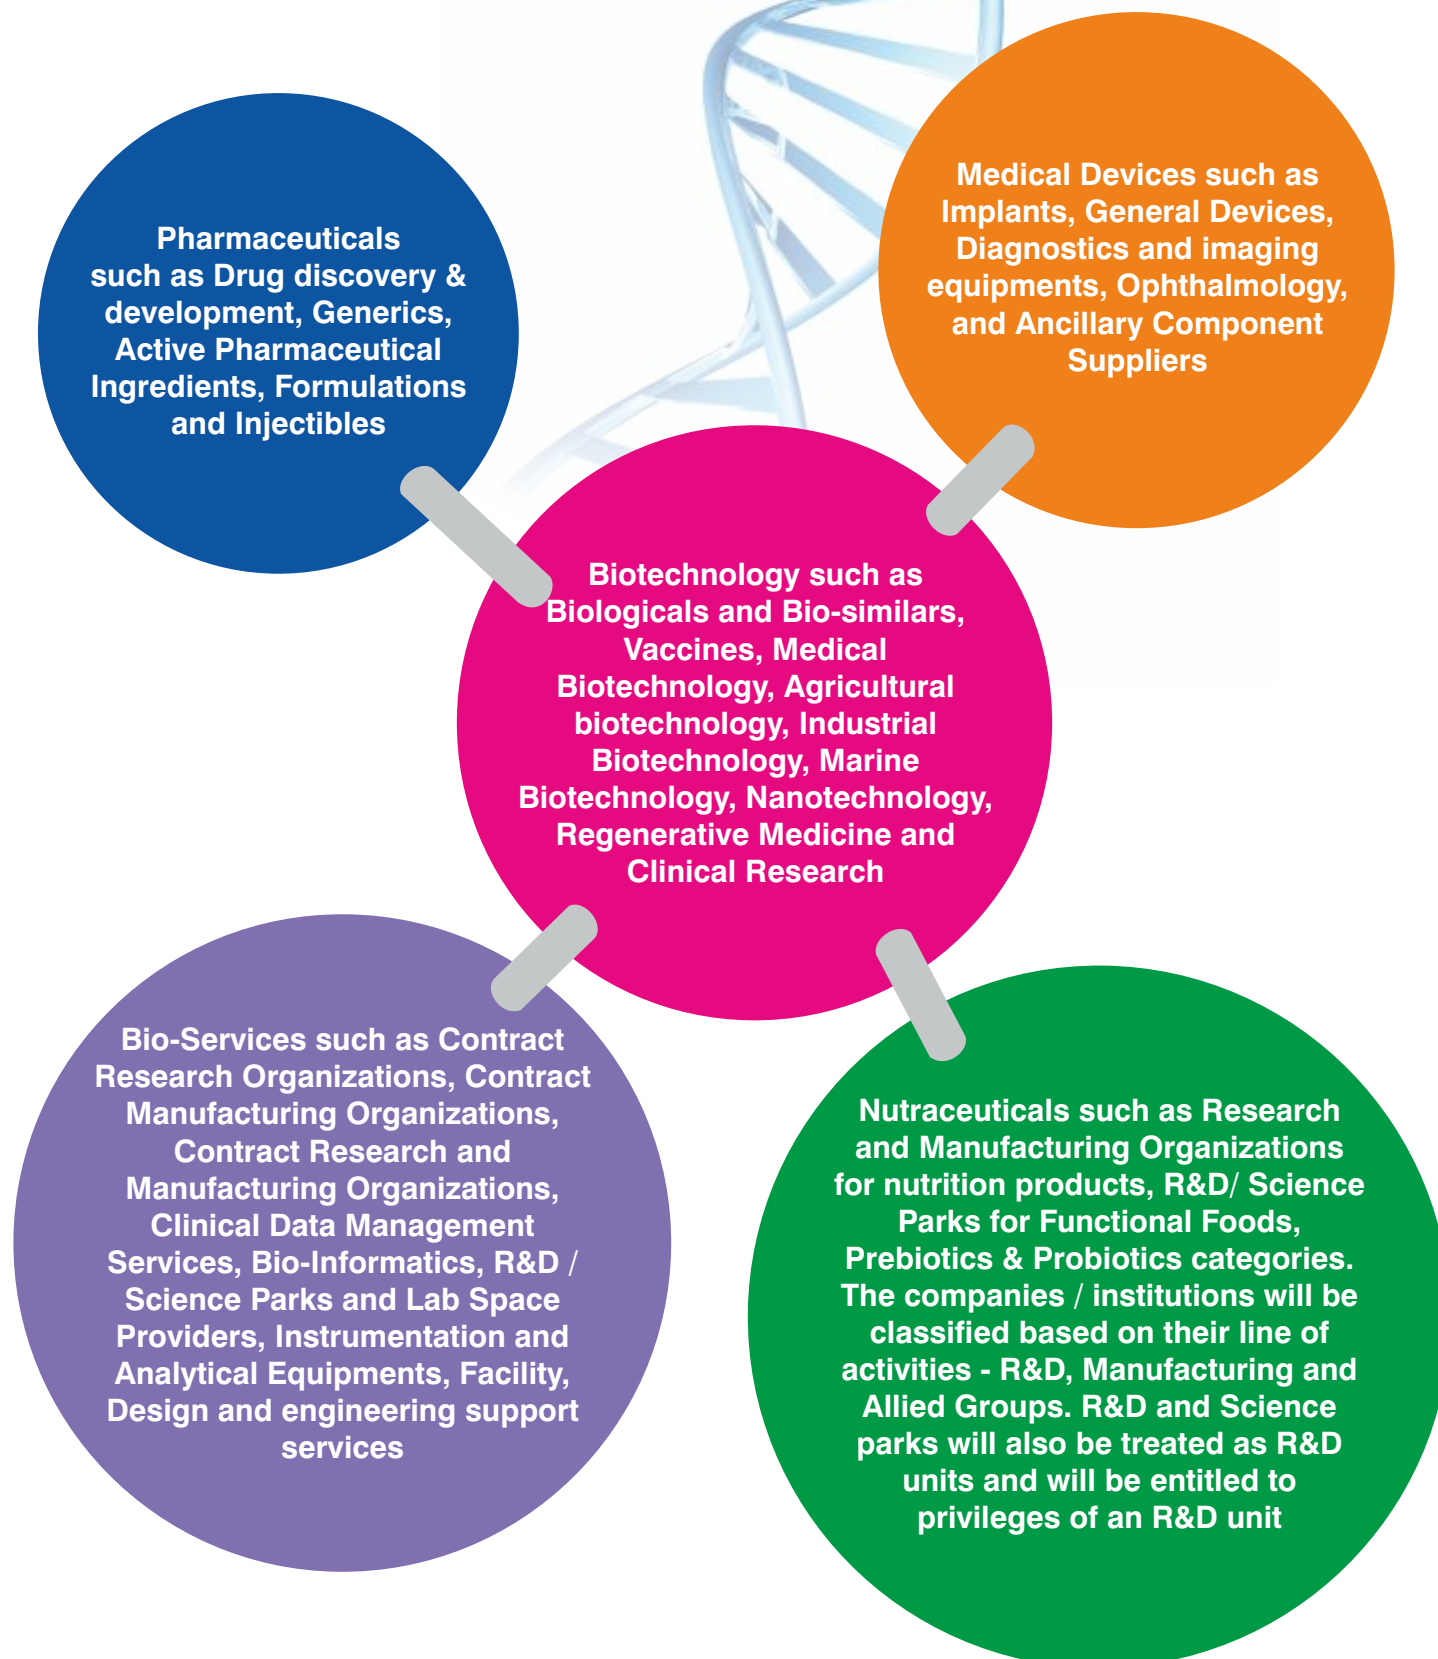 Pharmaceuticals
such as Drug discovery &
development, Generics,
Active Pharmaceutical
Ingredients, Formulations
and Injectibles
Medical Devices such as
Implants, General Devices,
Diagnostics and imaging
equipments, Ophthalmology,
and Ancillary Component
Suppliers
Biotechnology such as
Biologicals and Bio-similars,
Vaccines, Medical
Biotechnology, Agricultural
biotechnology, Industrial
Biotechnology, Marine
Biotechnology, Nanotechnology,
Regenerative Medicine and
Clinical Research
Bio-Services such as Contract
Research Organizations, Contract
Manufacturing Organizations,
Contract Research and
Manufacturing Organizations,
Clinical Data Management
Services, Bio-Informatics, R&D /
Science Parks and Lab Space
Providers, Instrumentation and
Analytical Equipments, Facility,
Design and engineering support
services
Nutraceuticals such as Research
and Manufacturing Organizations
for nutrition products, R&D/ Science
Parks for Functional Foods,
Prebiotics & Probiotics categories.
The companies / institutions will be
classified based on their line of
activities - R&D, Manufacturing and
Allied Groups. R&D and Science
parks will also be treated as R&D
units and will be entitled to
privileges of an R&D unit